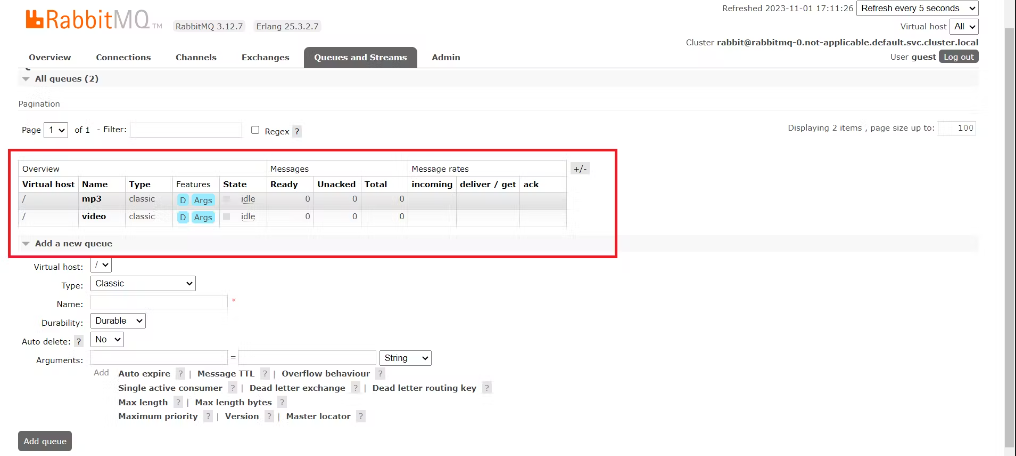 RabbitMQ TM RabbitMQ 3.12.7 Erlang 25.3.2.7
Refreshed 2023-11-01 17:11:26 Refresh every 5 seconds
Virtual host All
Cluster rabbit@rabbitmq-0.not-applicable.default.svc.cluster.local
User guest Log out
Overview Connections Channels Exchanges Queues and Streams Admin
All queues (2)
Pagination
Page 1 of 1 - Filter: Regex ?
Displaying 2 items , page size up to: 100
Overview Messages Message rates +/-
Virtual host Name Type Features State Ready Unacked Total incoming deliver / get ack
/ mp3 classic D Args idle 0 0 0
/ video classic D Args idle 0 0 0
Add a new queue
Virtual host: /
Type: Classic
Name: *
Durability: Durable
Auto delete: ? No
Arguments: = String
Add Auto expire ? | Message TTL ? | Overflow behaviour ?
Single active consumer ? | Dead letter exchange ? | Dead letter routing key ?
Max length ? | Max length bytes ?
Maximum priority ? | Version ? | Master locator ?
Add queue